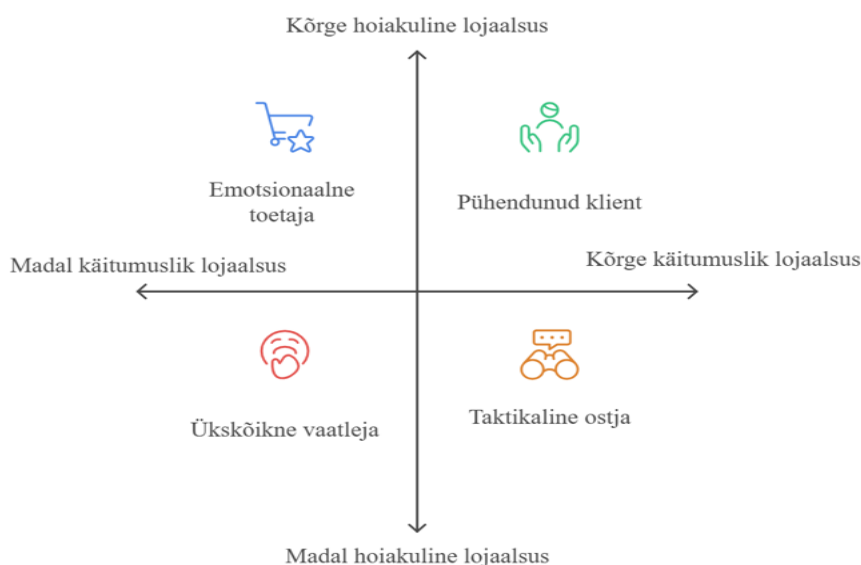 Kõrge hoiakuline lojaalsus
Emotsionaalne
toetaja
Pühendunud klient
Madal käitumuslik lojaalsus
Kõrge käitumuslik lojaalsus
Ükskõikne vaatleja
Taktikaline ostja
Madal hoiakuline lojaalsus